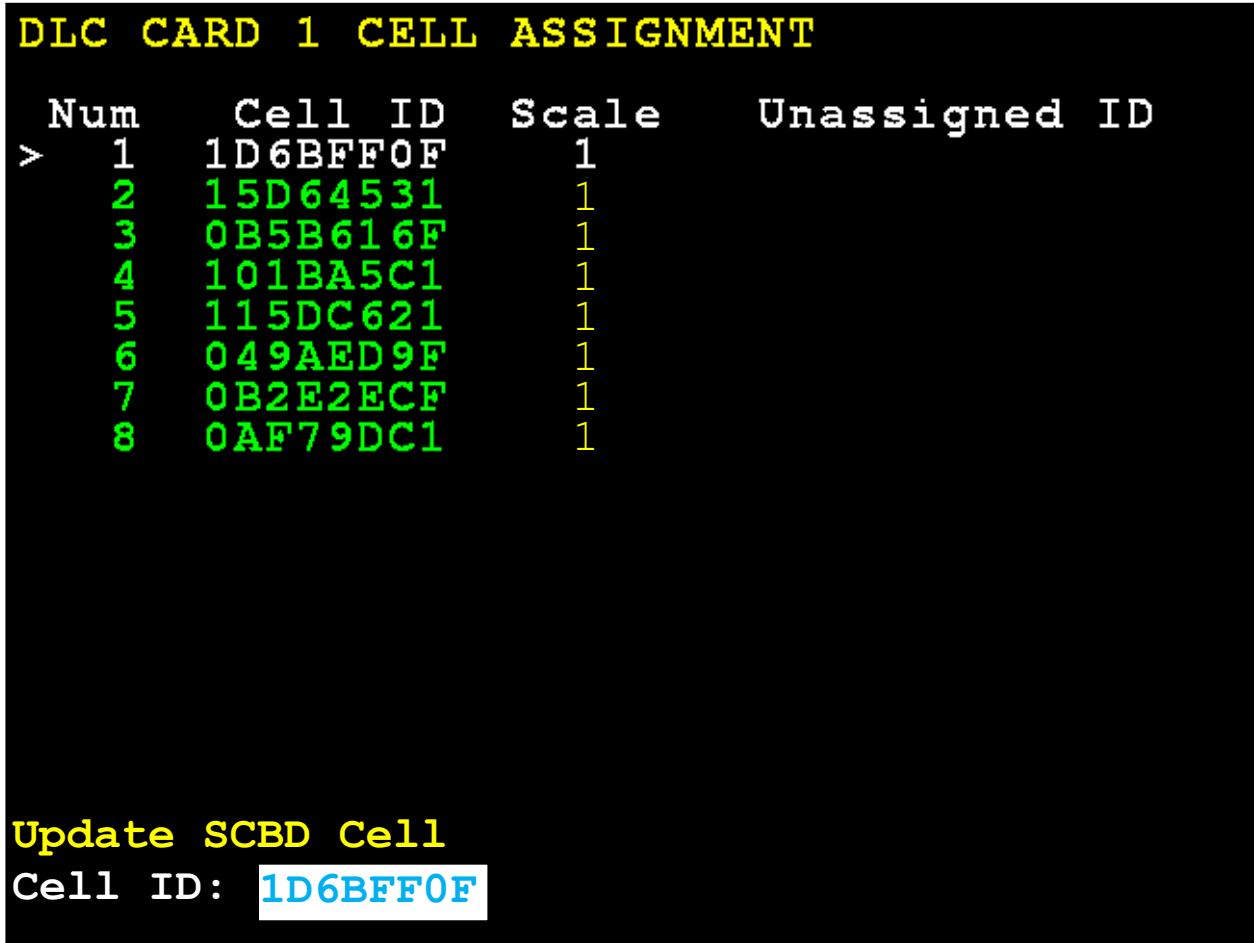 DLC CARD 1 CELL ASSIGNMENT
Num Cell ID Scale Unassigned ID
> 1 1D6BFF0F 1
2 15D64531 1
3 0B5B616F 1
4 101BA5C1 1
5 115DC621 1
6 049AED9F 1
7 0B2E2ECF 1
8 0AF79DC1 1
Update SCBD Cell
Cell ID: 1D6BFF0F